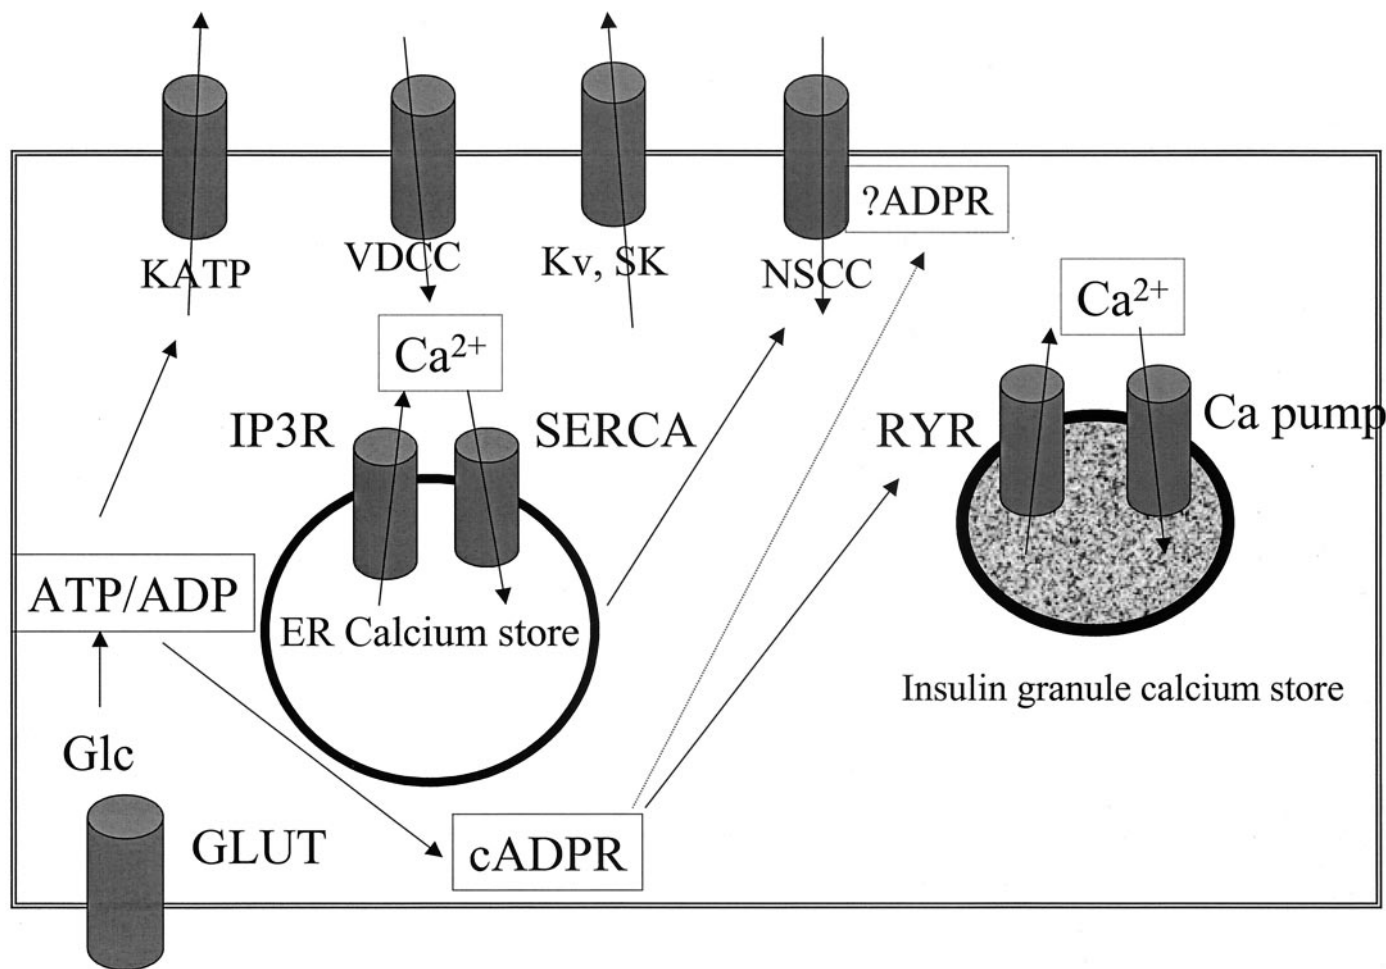 ?ADPR
KATP
VDCC
Kv, SK
NSCC
Ca²⁺
Ca²⁺
IP3R
SERCA
RYR
Ca pump
ATP/ADP
ER Calcium store
Insulin granule calcium store
Glc
GLUT
cADPR